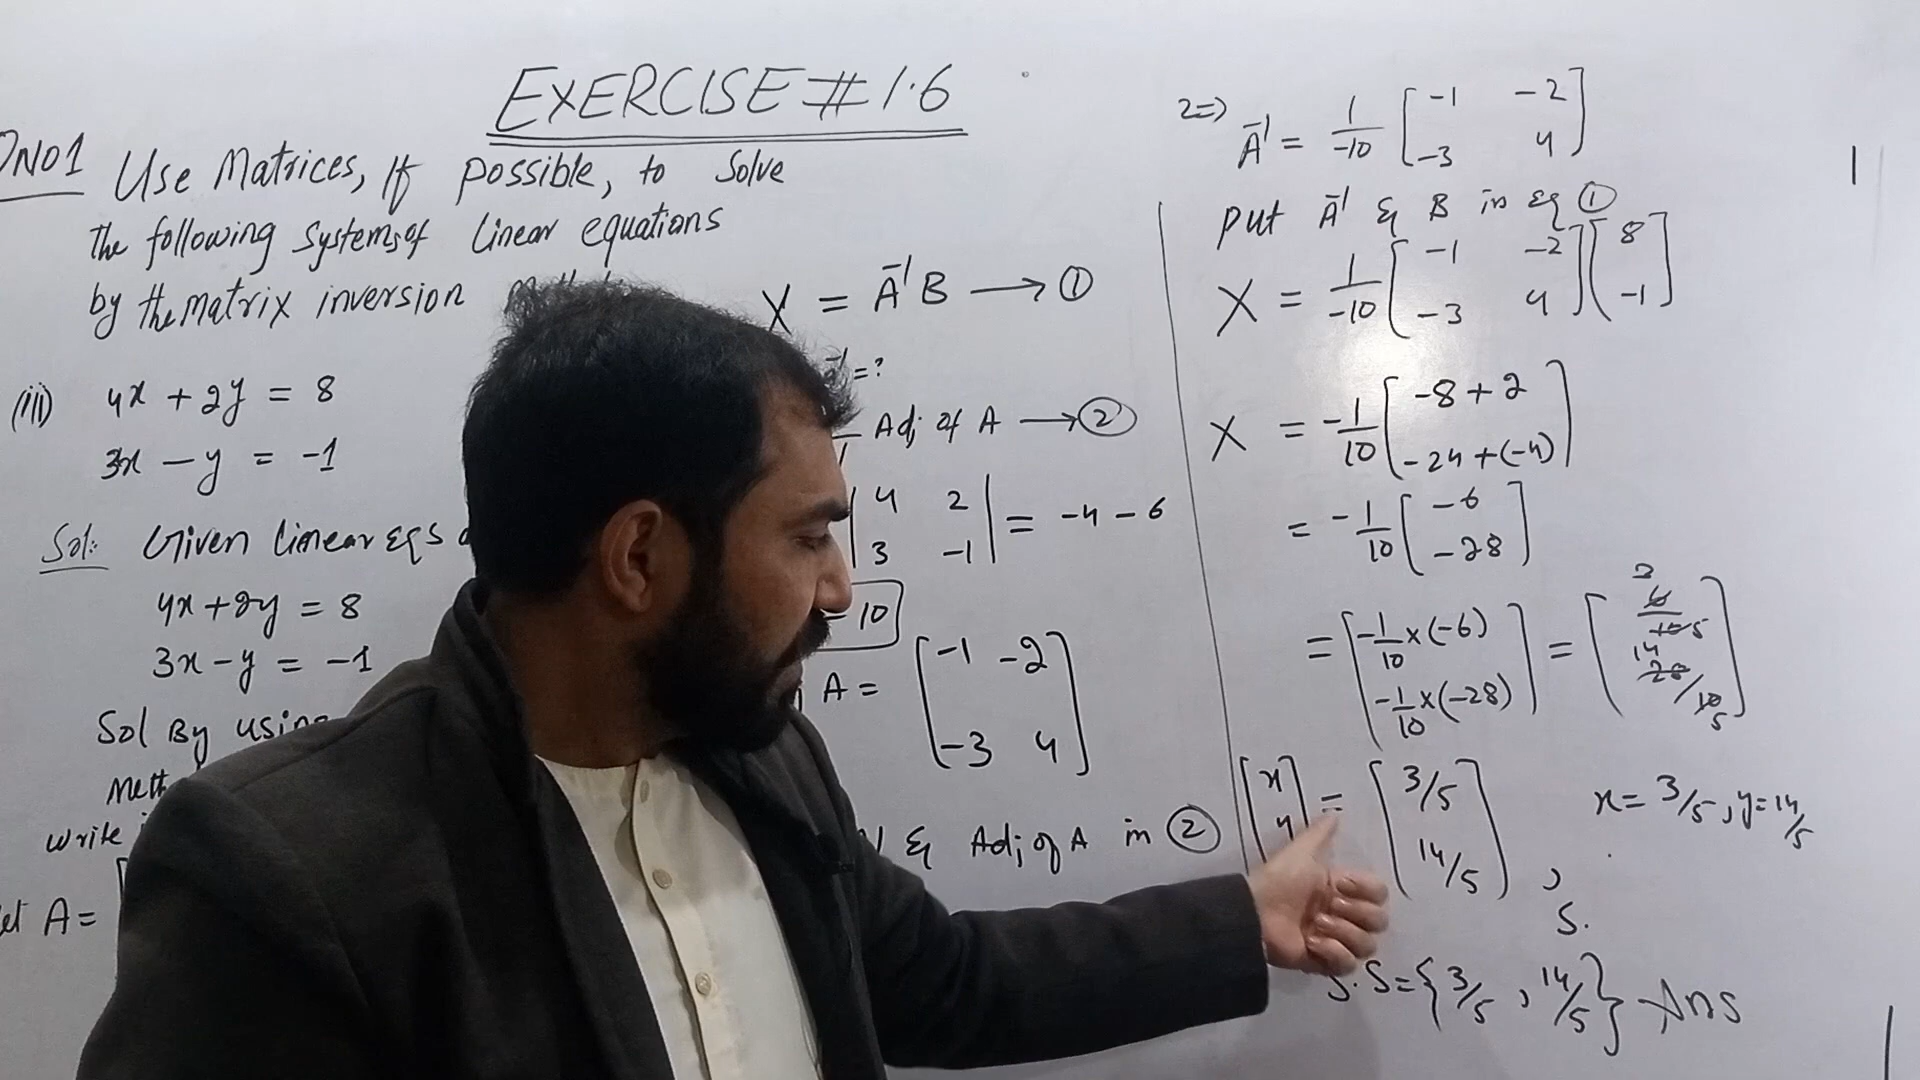 EXERCISE # 1.6
QNO1 Use Matrices, If possible, to Solve
the following systems of linear equations
by the matrix inversion
(iii) 4x + 2y = 8
3x − y = −1
Sol: Given linear Eqs
4x+2y = 8
3x−y = −1
Sol By using
Meth
write
Let A=
X = A⁻¹B ⟶ ①
=?
Adj of A ⟶ ②
|4 2
3 −1| = −4 − 6
−10
A = [−1 −2
−3 4]
& Adj of A in ②
2⇒ A⁻¹ = 1/−10 [−1 −2
−3 4]
put A⁻¹ & B in eq ①
X = 1/−10 [−1 −2
−3 4] [8
−1]
X = −1/10 [−8+2
−24+(−4)]
= −1/10 [−6
−28]
= [−1/10×(−6)
−1/10×(−28)] = [3 6/10 5
14 28/10 5]
[x
y] = [3/5
14/5] , x = 3/5, y = 14/5
S.
S.S={3/5, 14/5} Ans